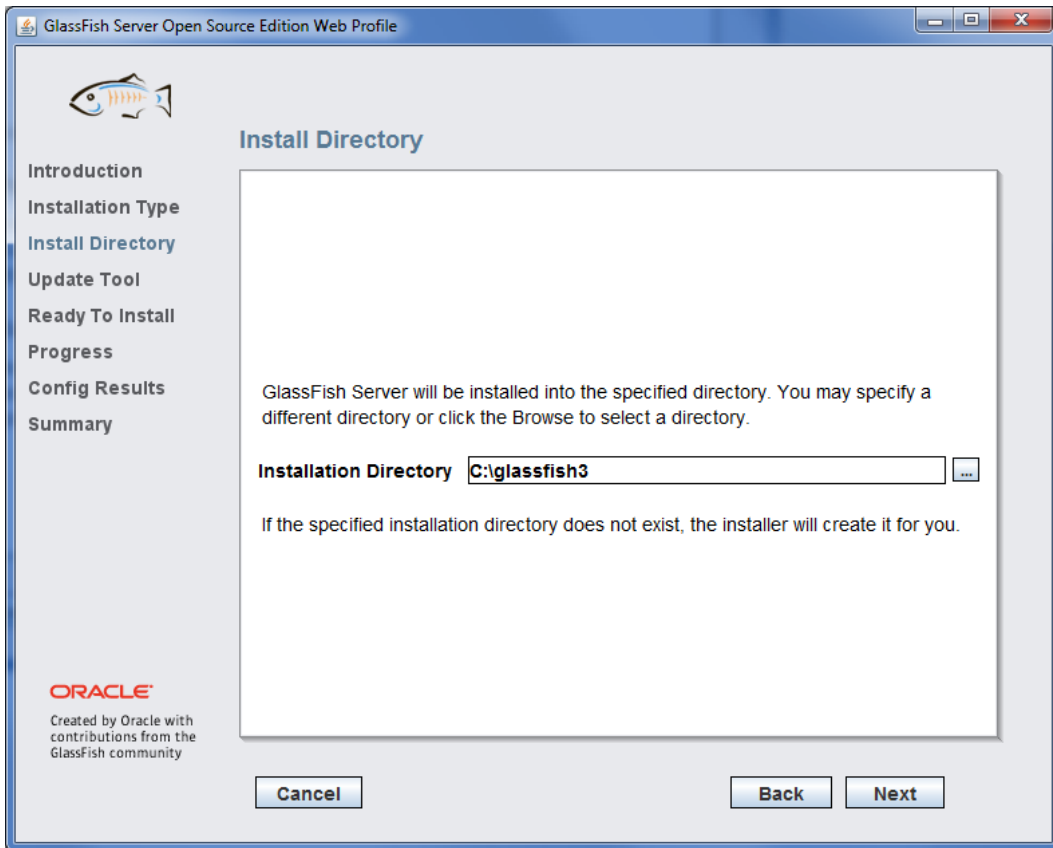 GlassFish Server Open Source Edition Web Profile
Install Directory
Introduction
Installation Type
Install Directory
Update Tool
Ready To Install
Progress
Config Results
Summary
GlassFish Server will be installed into the specified directory. You may specify a
different directory or click the Browse to select a directory.
Installation Directory C:\glassfish3 ...
If the specified installation directory does not exist, the installer will create it for you.
ORACLE
Created by Oracle with
contributions from the
GlassFish community
Cancel Back Next